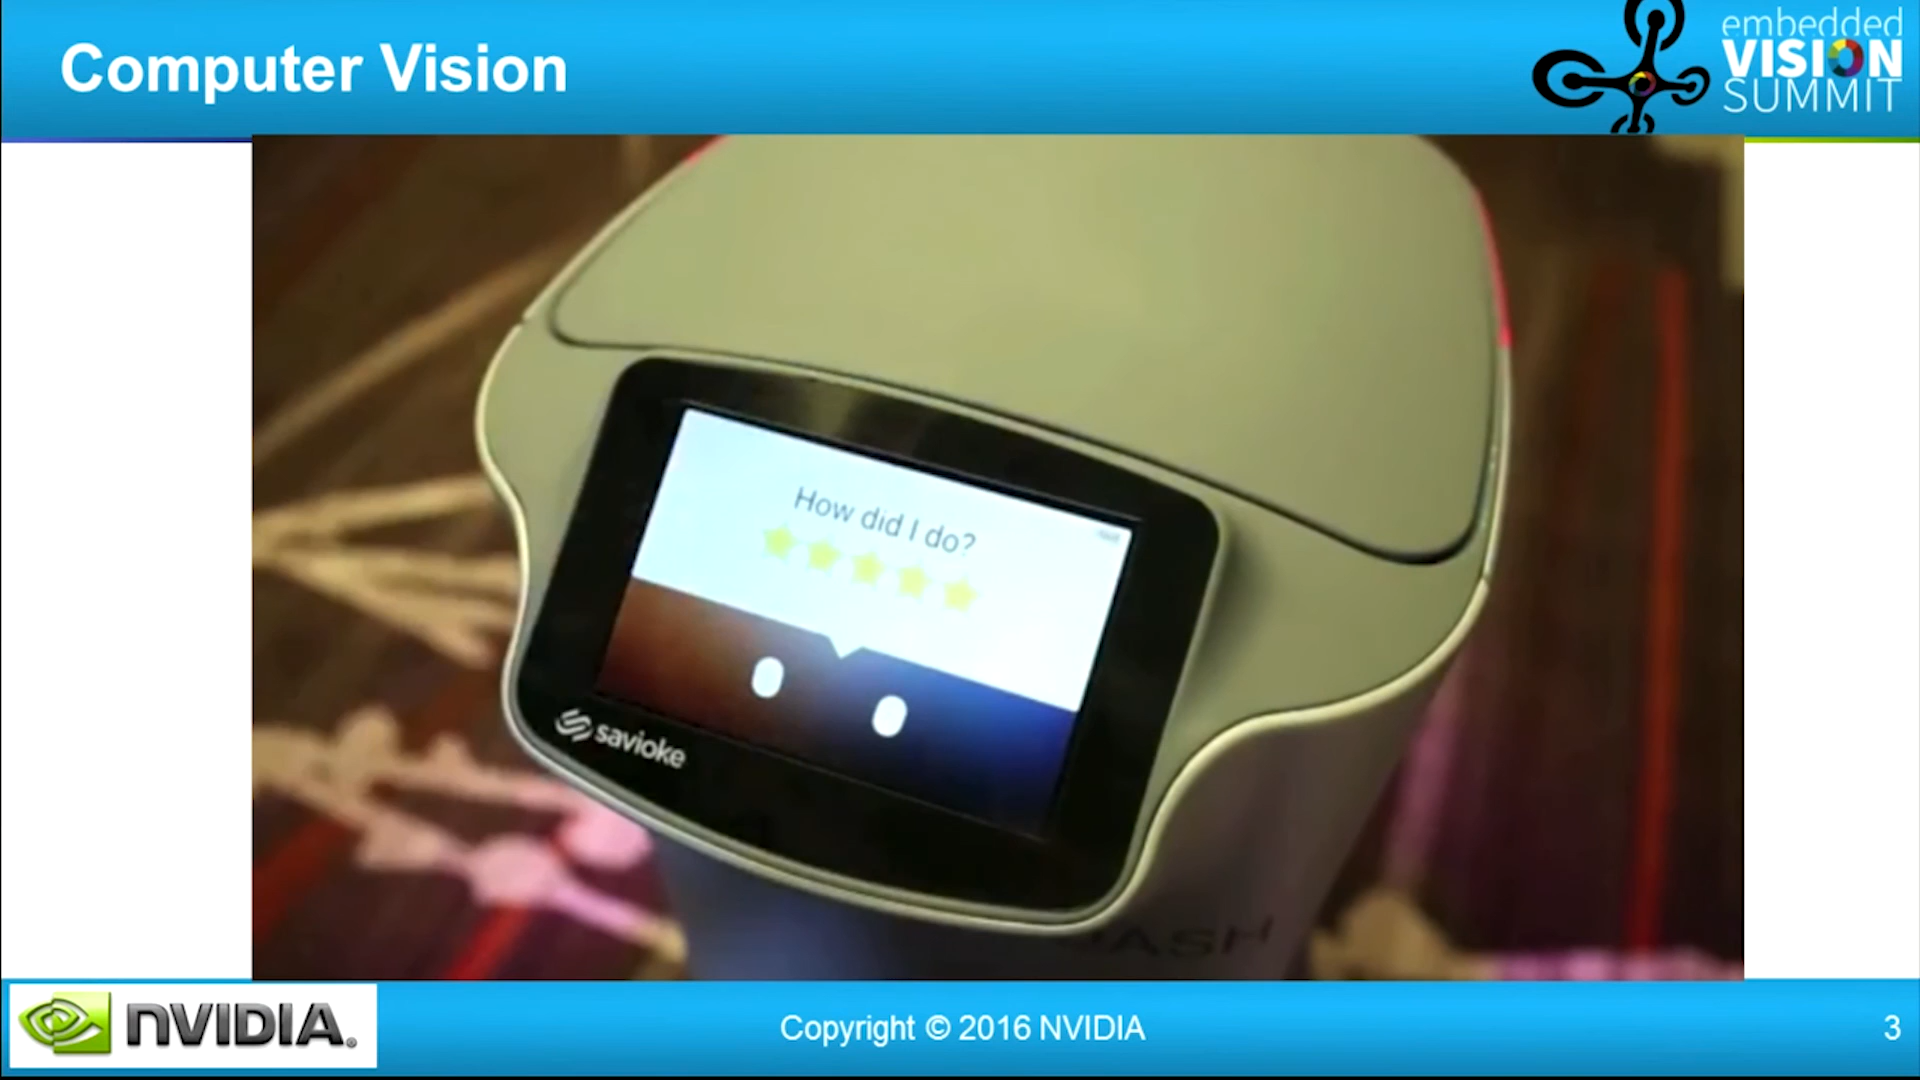 Computer Vision
embedded
VISION
SUMMIT
How did I do?
savioke
NVIDIA.
Copyright © 2016 NVIDIA
3